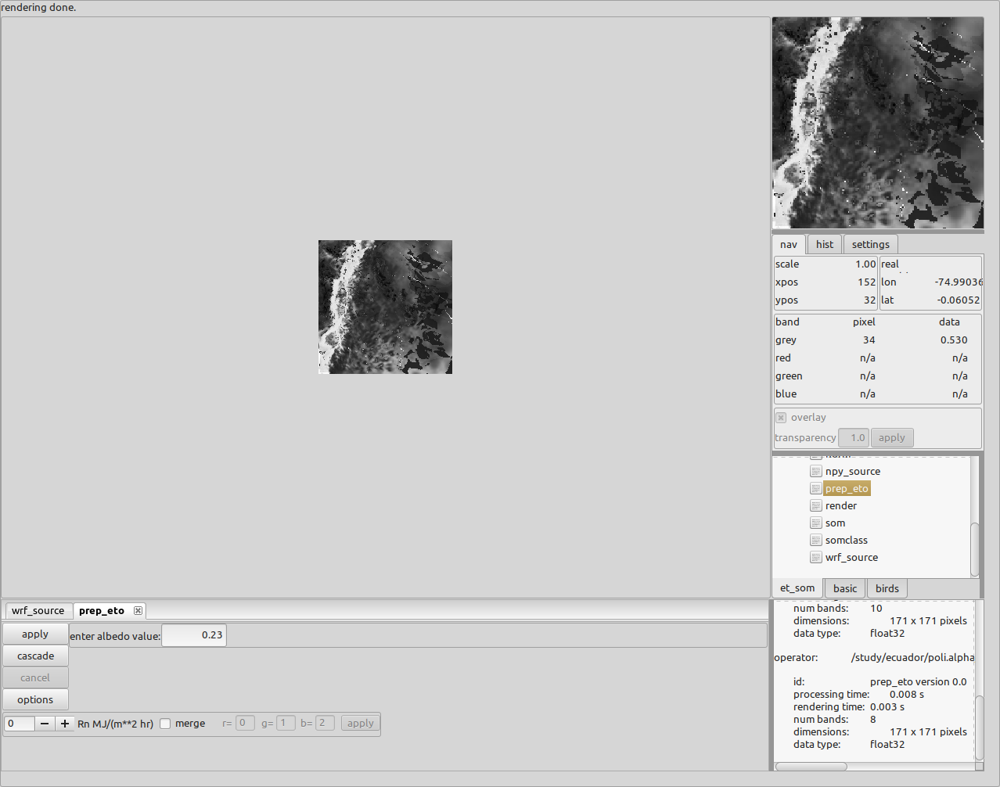 rendering done.
nav hist settings
scale 1.00 real
xpos 152 lon -74.99036
ypos 32 lat -0.06052
band pixel data
grey 34 0.530
red n/a n/a
green n/a n/a
blue n/a n/a
overlay
transparency 1.0 apply
npy_source
prep_eto
render
som
somclass
wrf_source
et_som basic birds
wrf_source prep_eto
apply enter albedo value: 0.23
cascade
cancel
options
0 Rn MJ/(m**2 hr) merge r= 0 g= 1 b= 2 apply
num bands: 10
dimensions: 171 x 171 pixels
data type: float32
operator: /study/ecuador/poli.alpha
id: prep_eto version 0.0
processing time: 0.008 s
rendering time: 0.003 s
num bands: 8
dimensions: 171 x 171 pixels
data type: float32